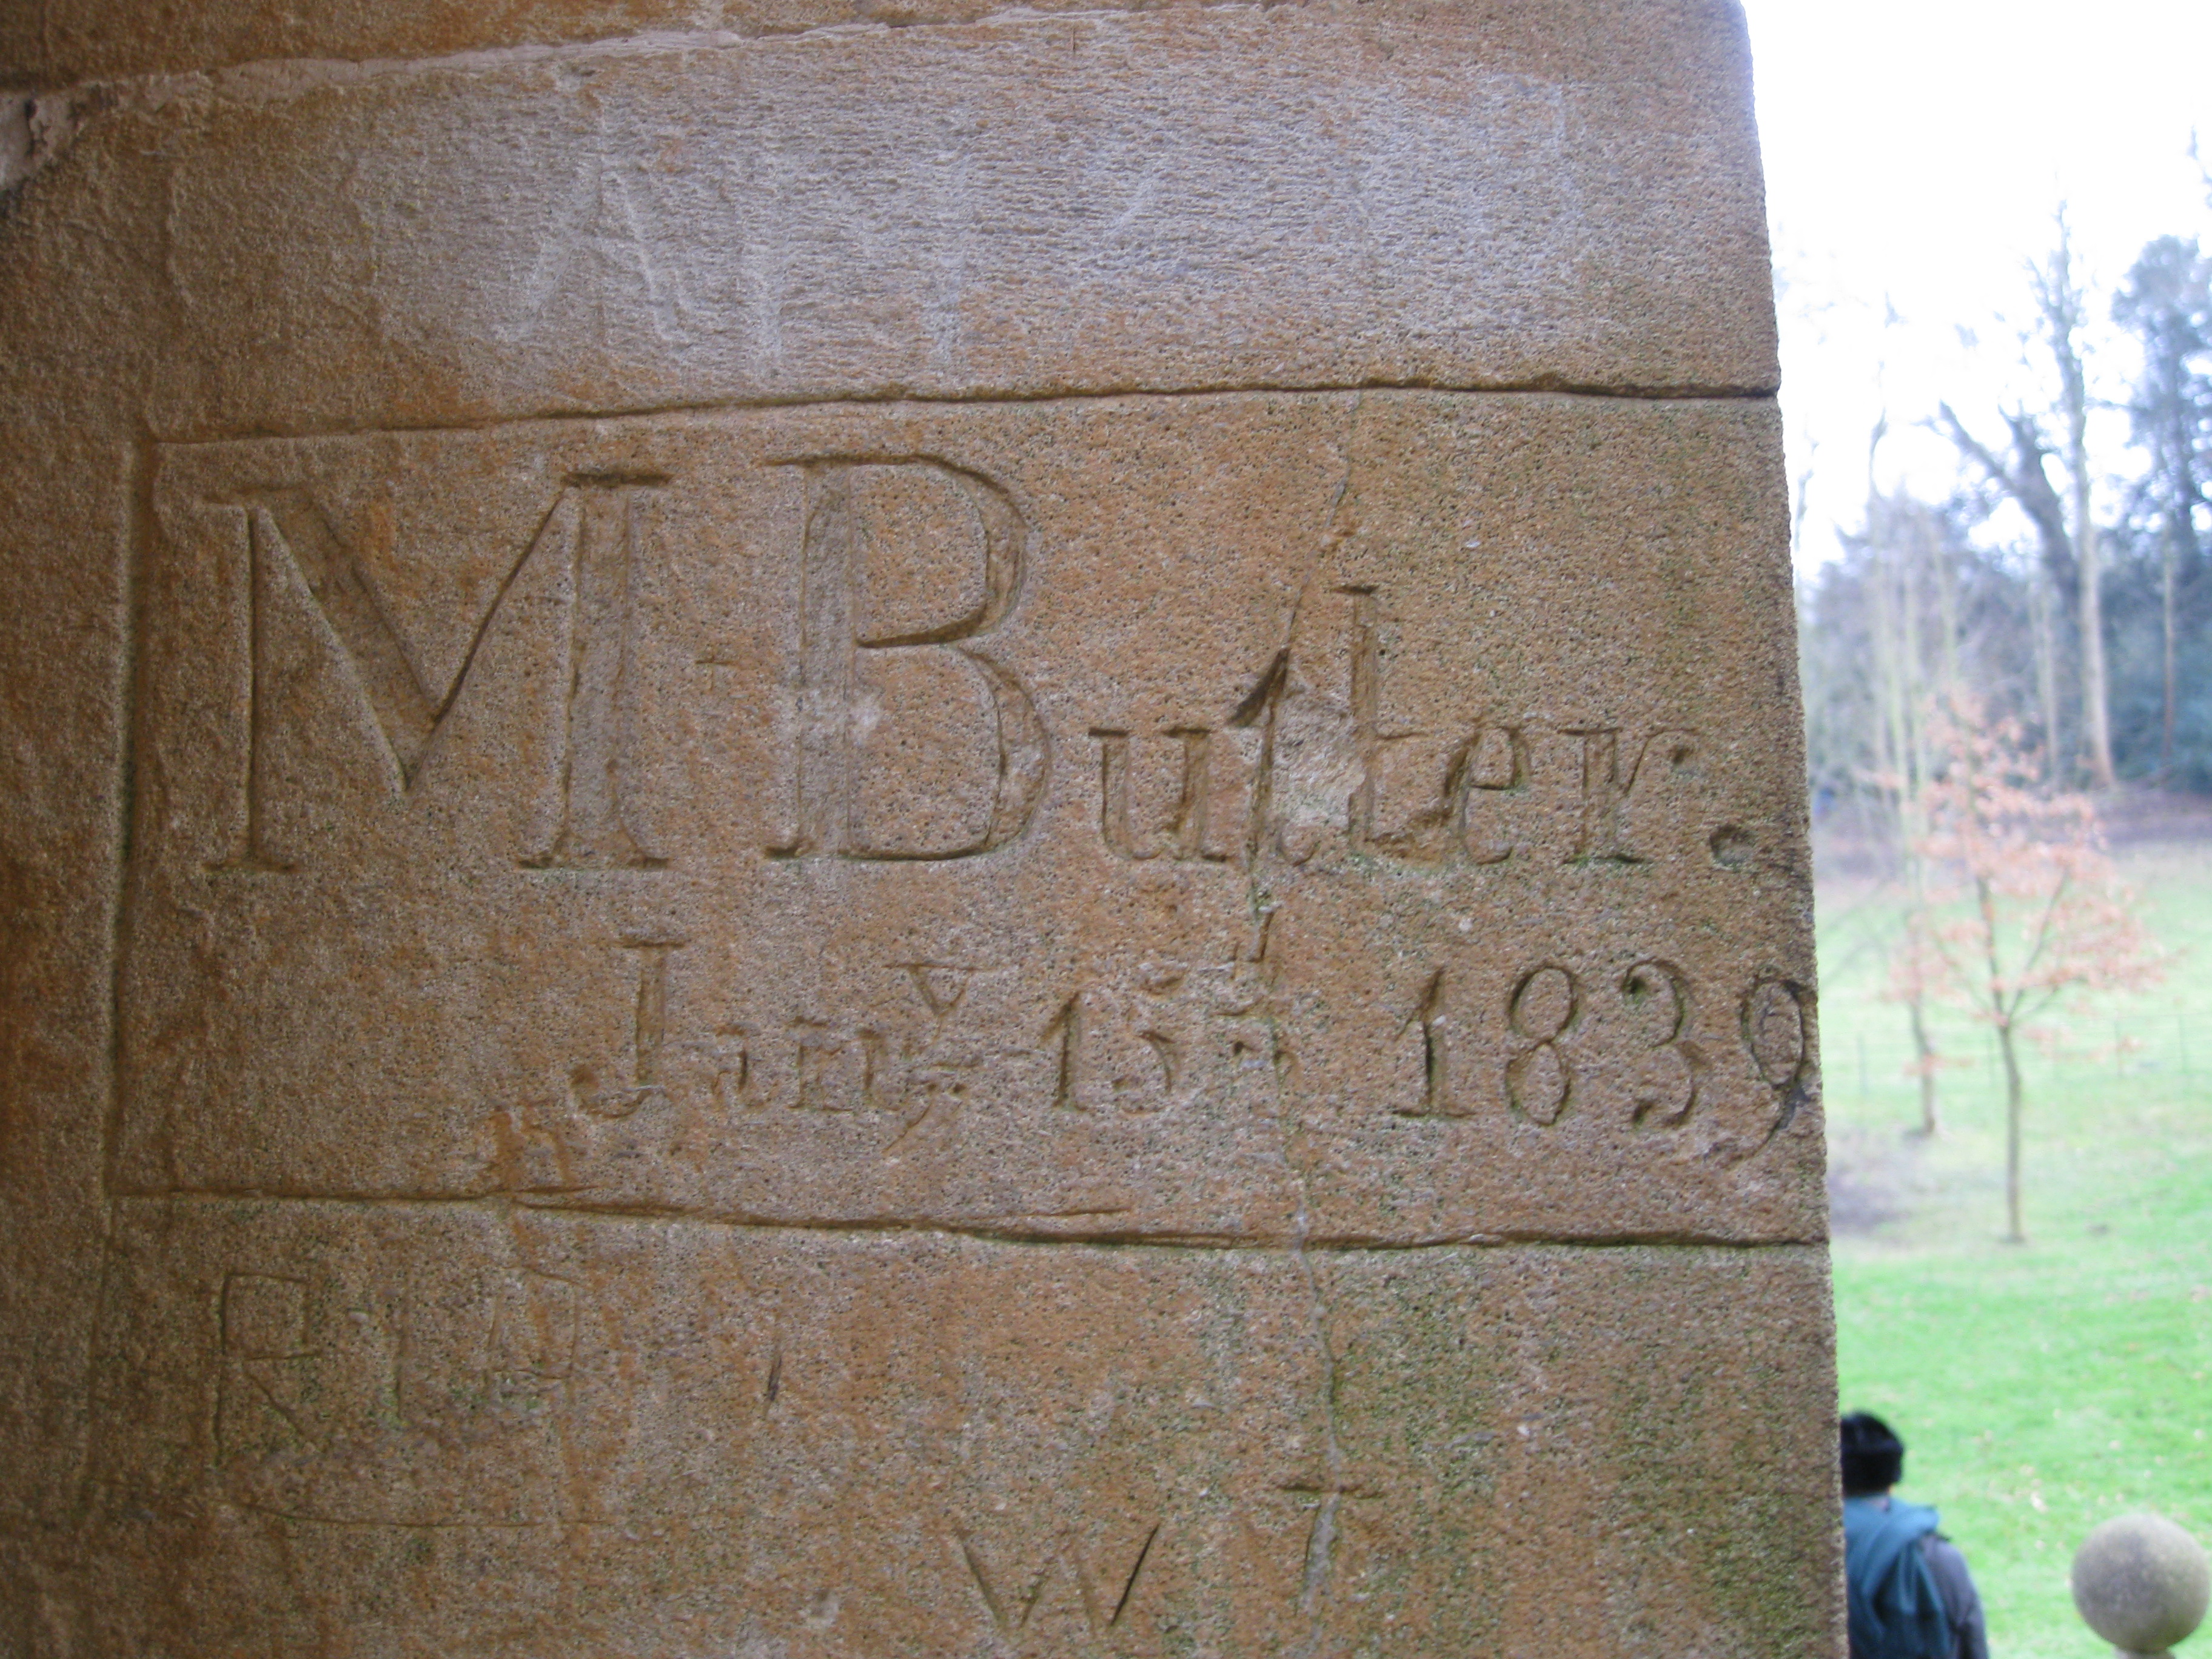 M Butler.
Jany 15th 1839
R I A
W I